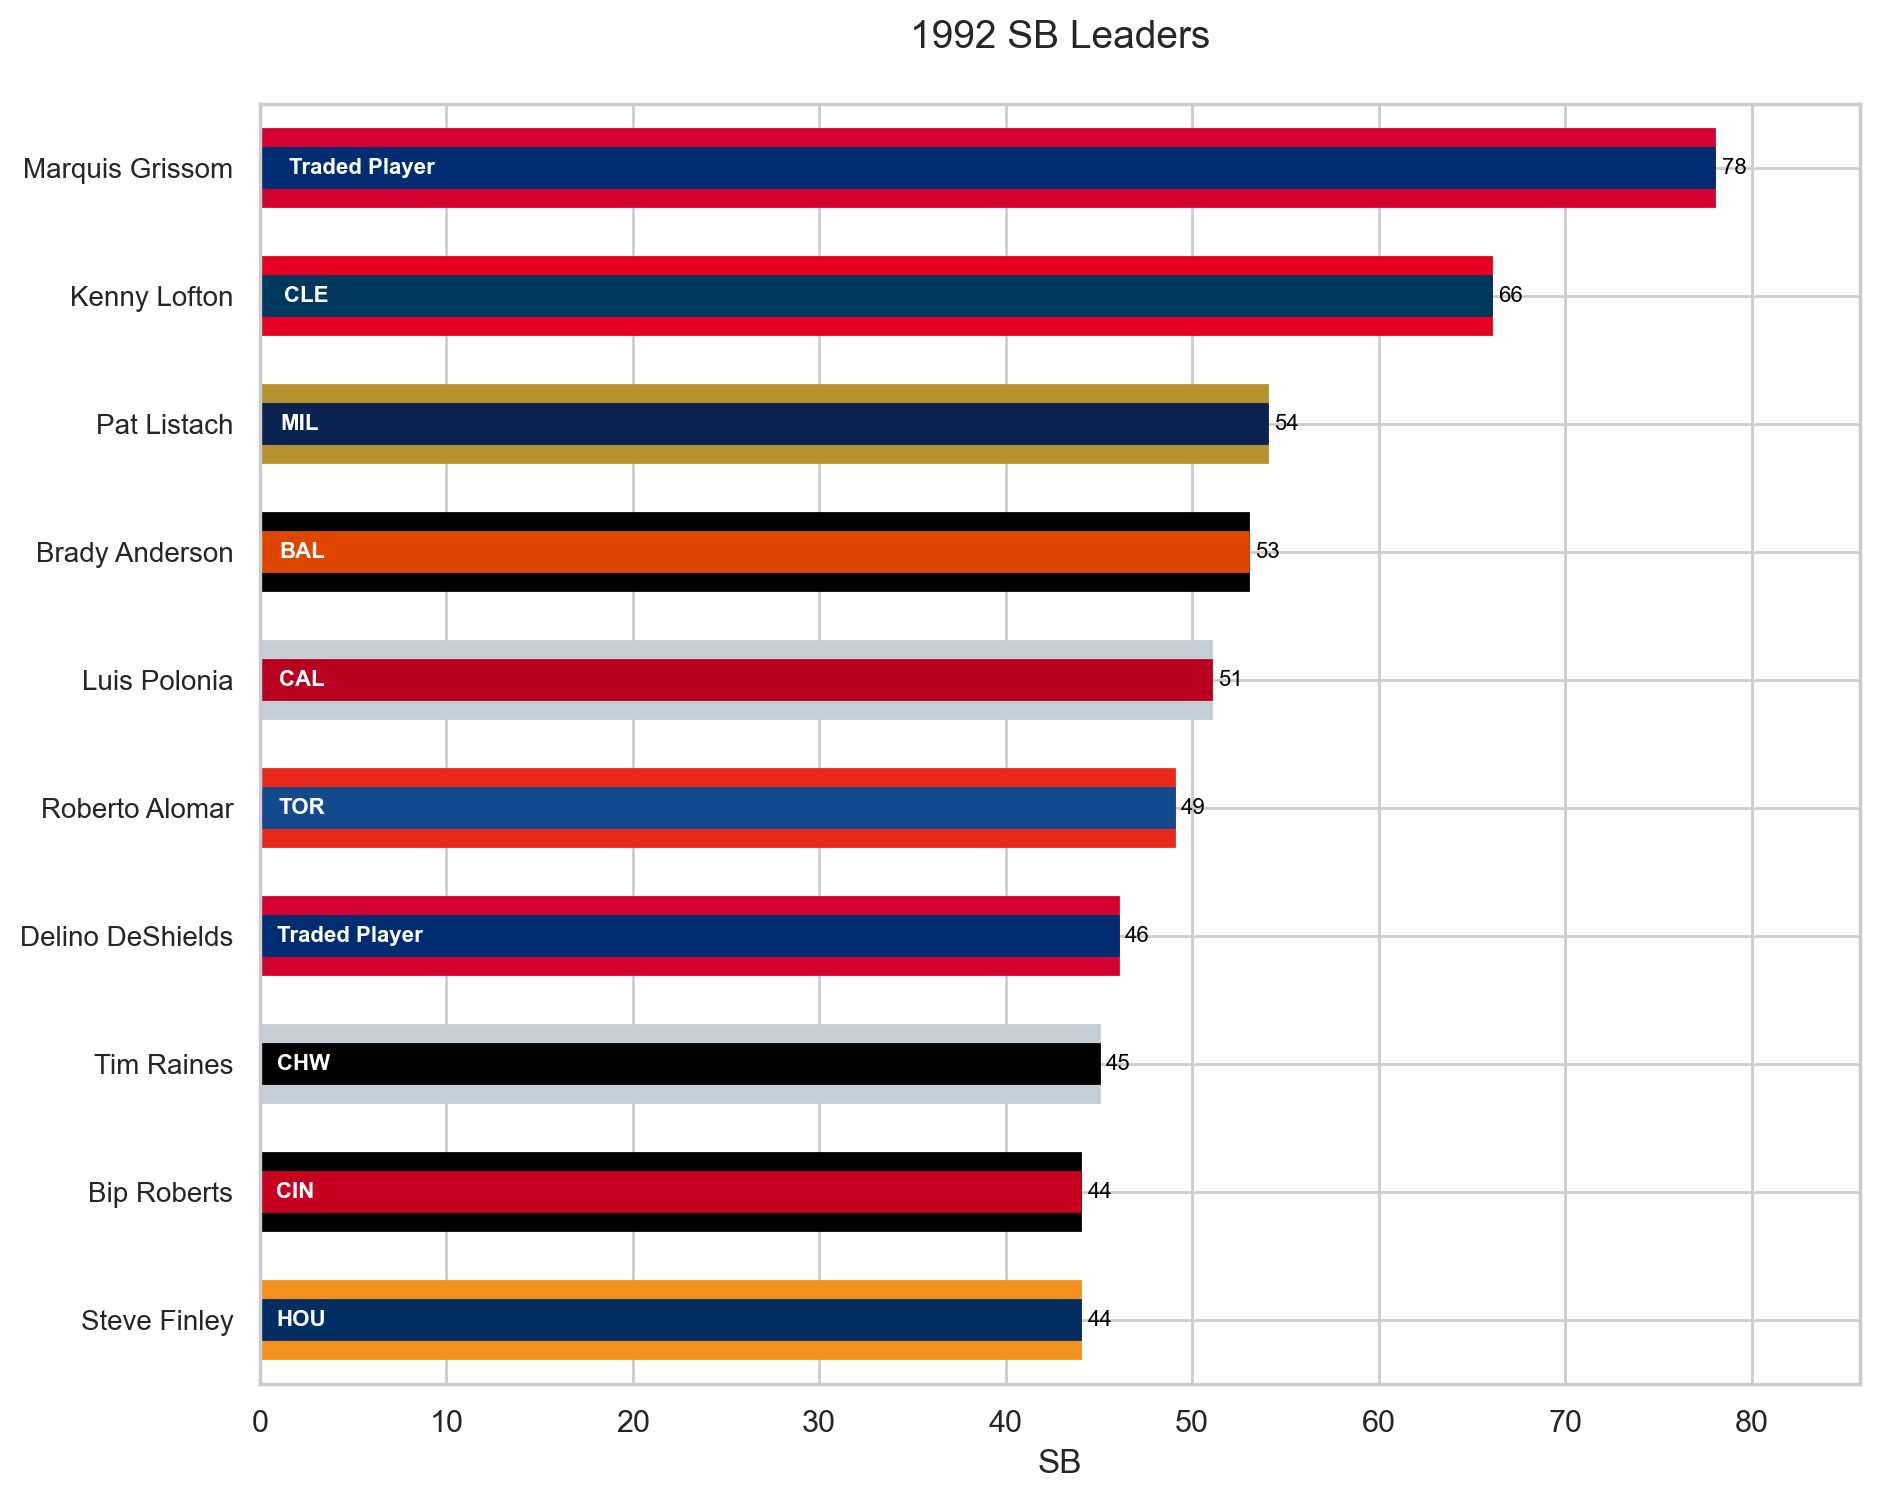 1992 SB Leaders
Marquis Grissom
Traded Player
78
Kenny Lofton
CLE
66
Pat Listach
MIL
54
Brady Anderson
BAL
53
Luis Polonia
CAL
51
Roberto Alomar
TOR
49
Delino DeShields
Traded Player
46
Tim Raines
CHW
45
Bip Roberts
CIN
44
Steve Finley
HOU
44
0 10 20 30 40 50 60 70 80
SB